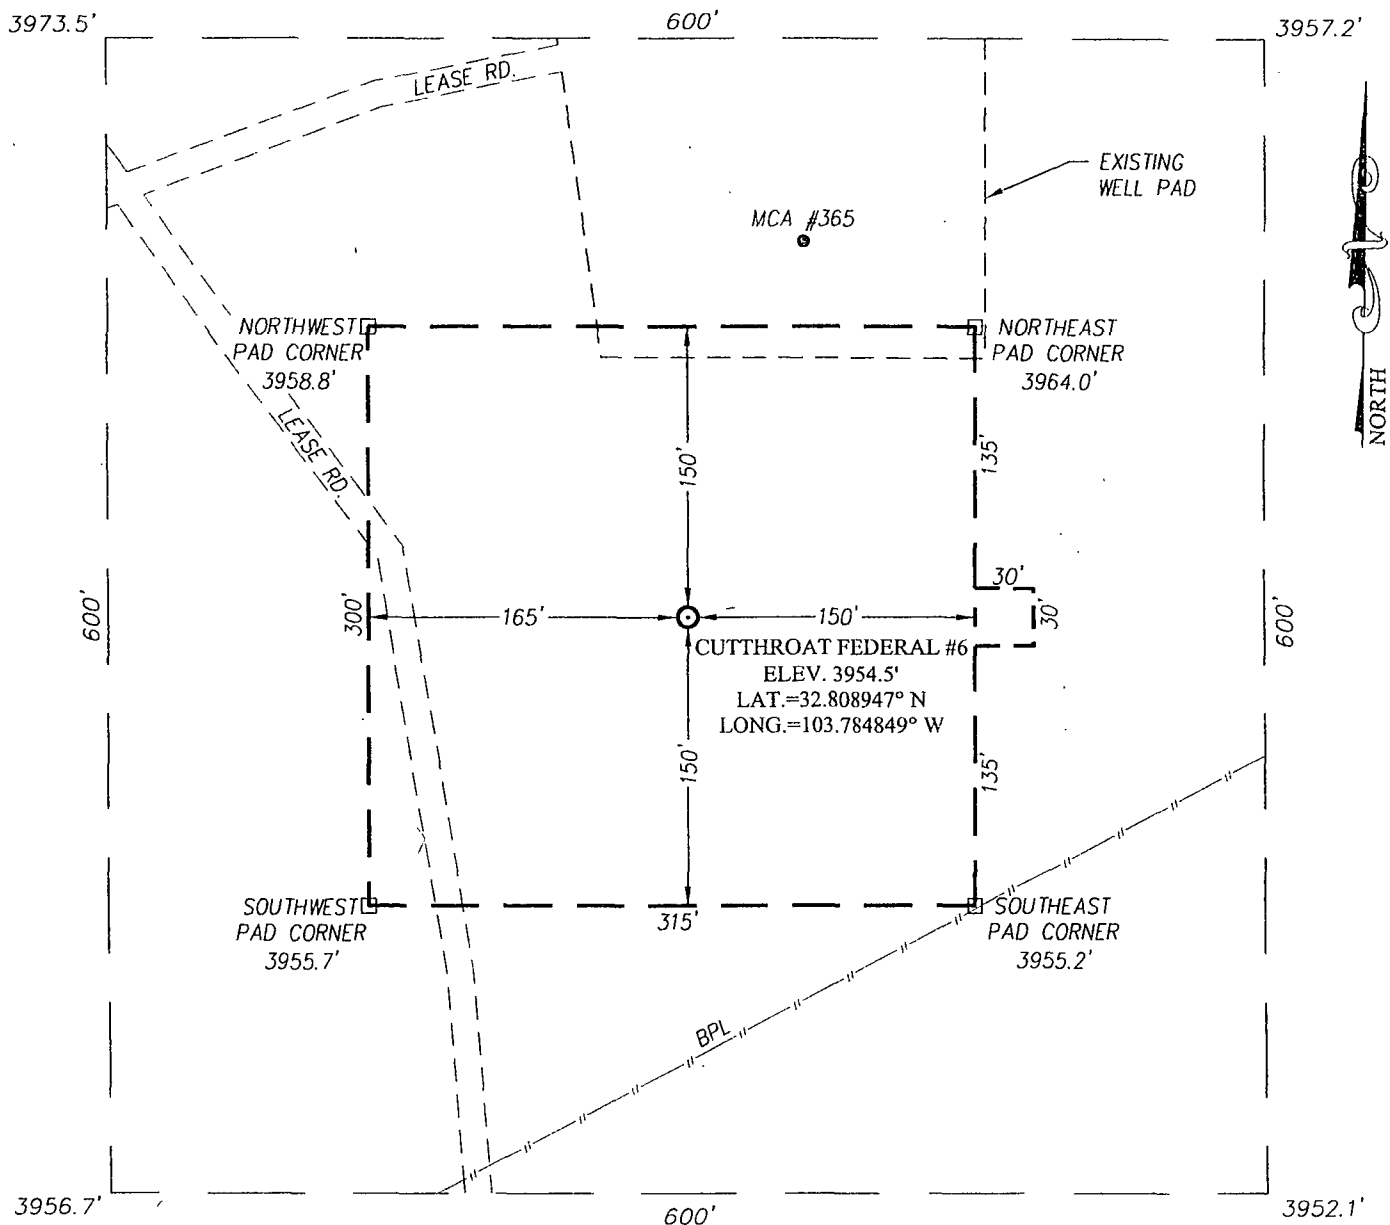 3973.5'
600'
3957.2'
LEASE RD.
EXISTING
WELL PAD
MCA #365
NORTH
NORTHWEST
PAD CORNER
3958.8'
NORTHEAST
PAD CORNER
3964.0'
LEASE RD.
150'
135'
600'
300'
165'
150'
30'
30'
600'
CUTTHROAT FEDERAL #6
ELEV. 3954.5'
LAT.=32.808947° N
LONG.=103.784849° W
150'
135'
SOUTHWEST
PAD CORNER
3955.7'
315'
SOUTHEAST
PAD CORNER
3955.2'
BPL
3956.7'
600'
3952.1'